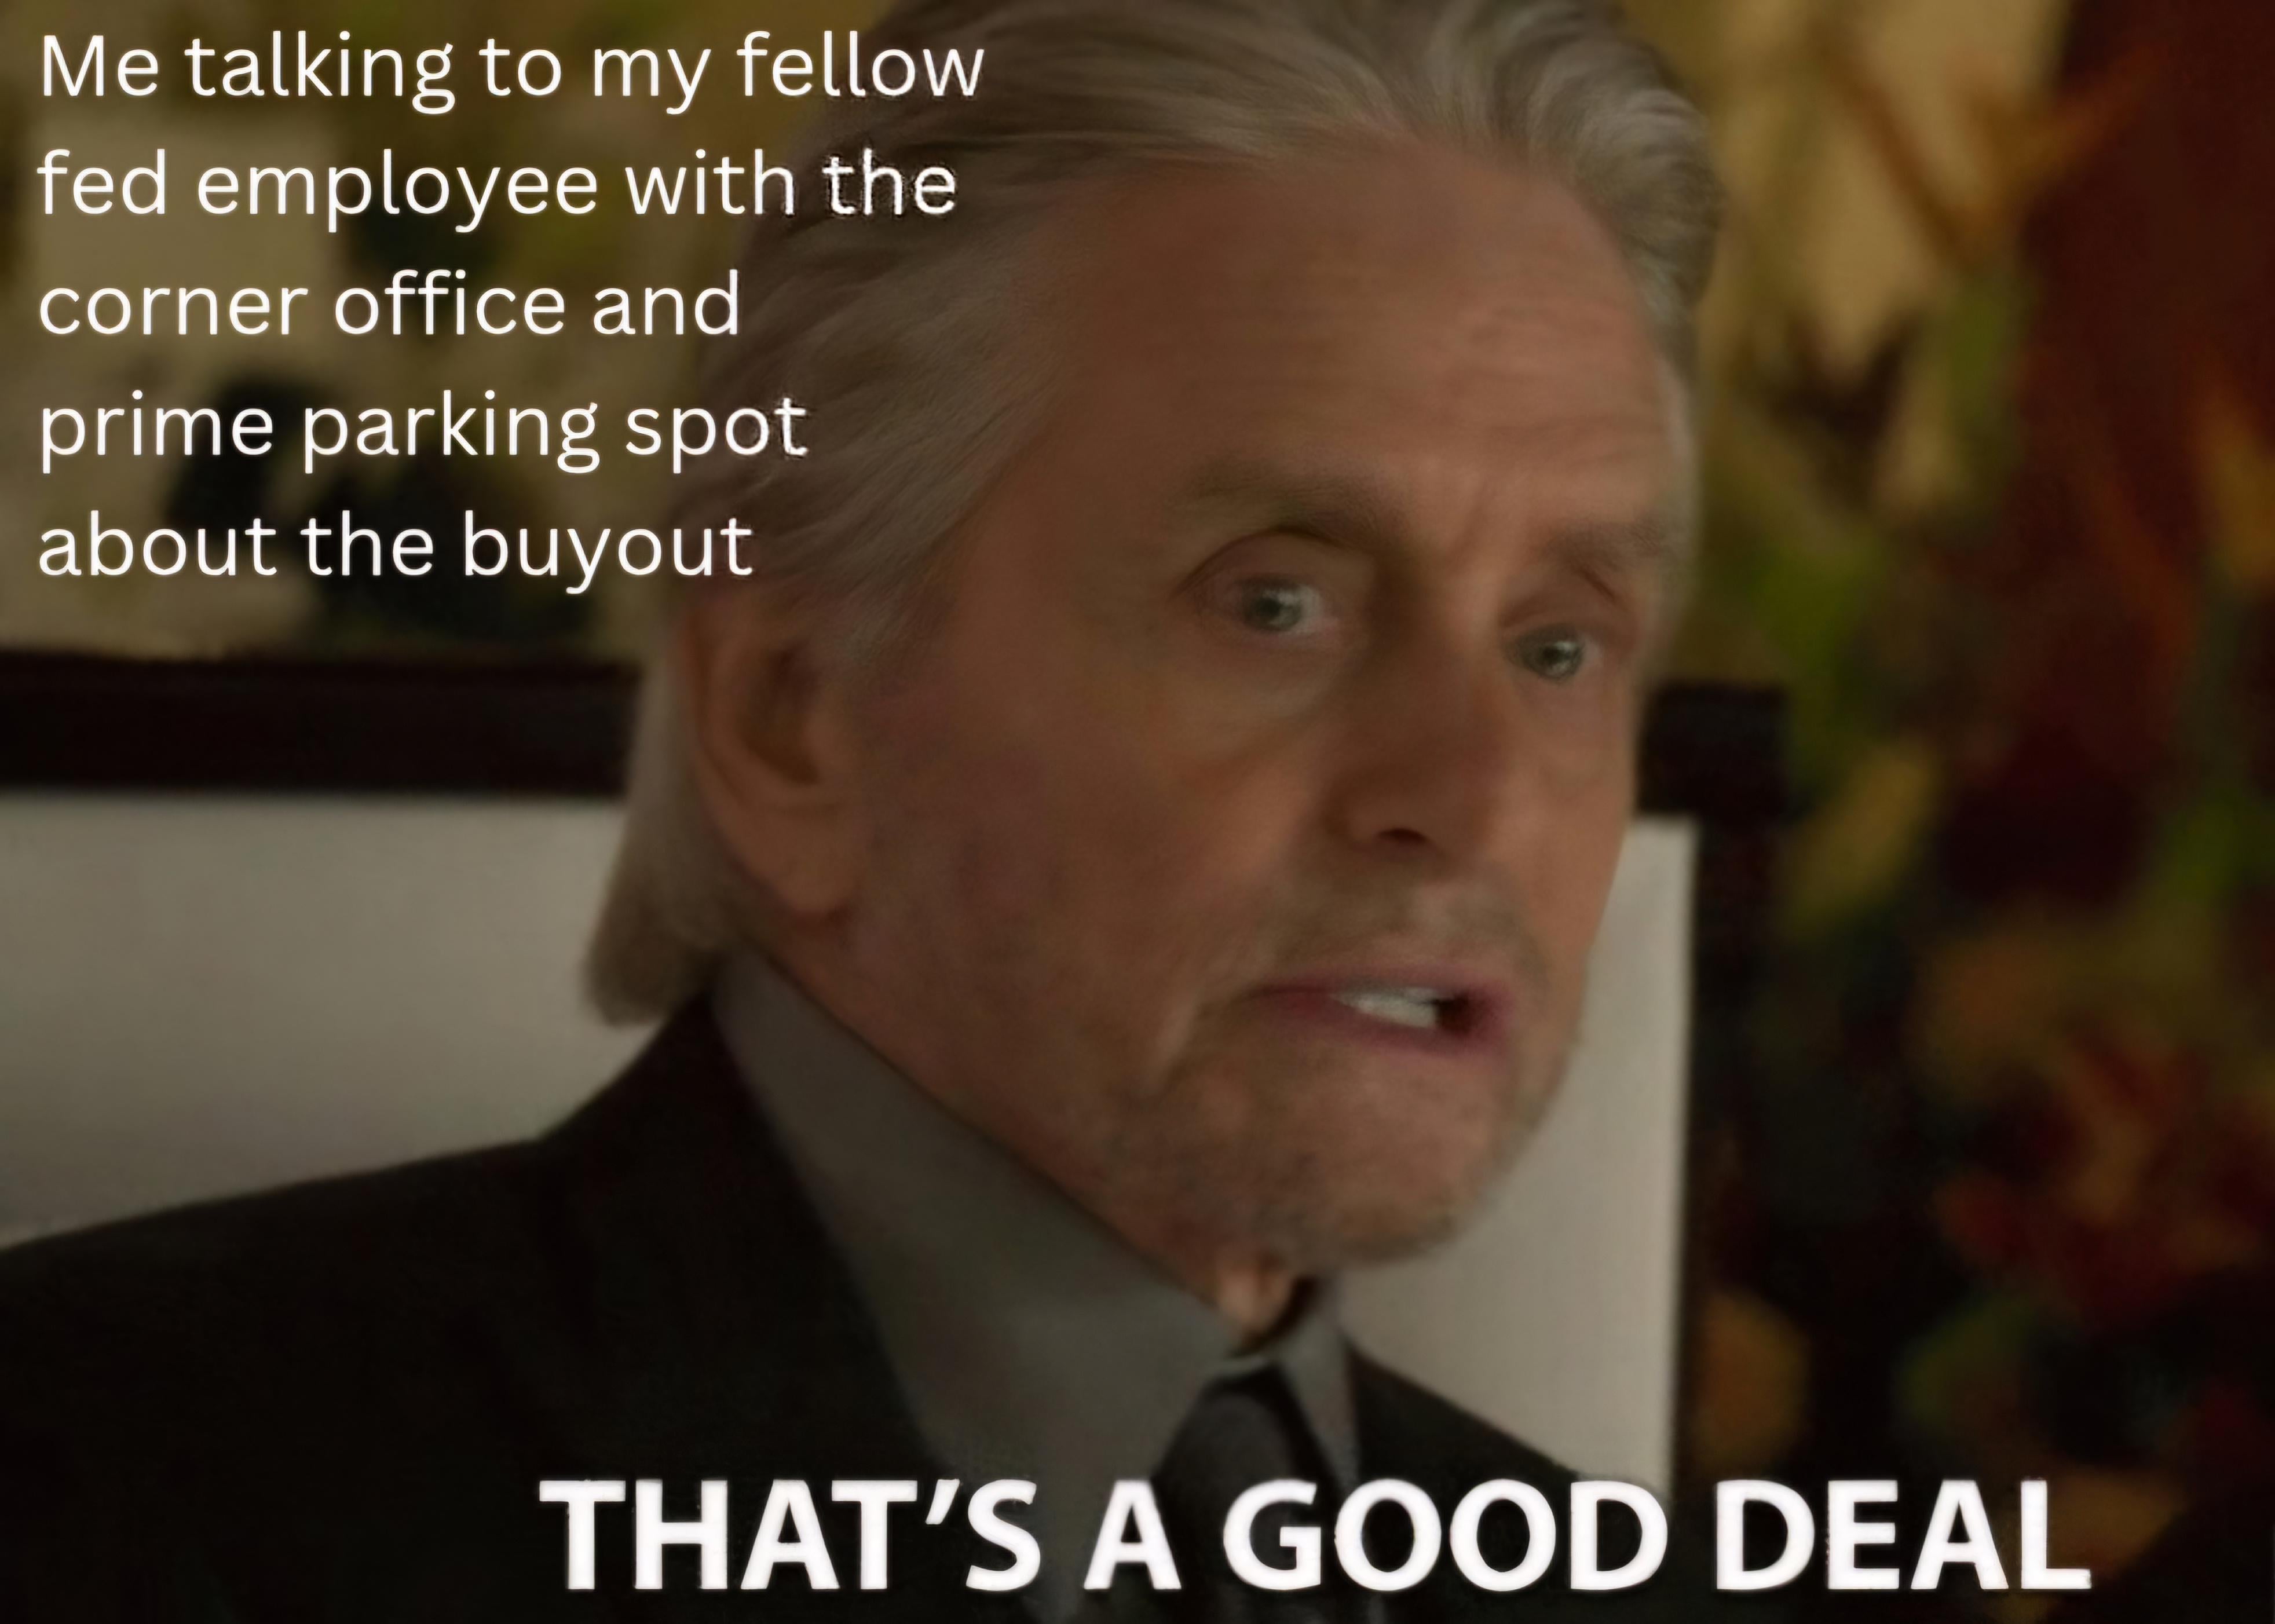 Me talking to my fellow
fed employee with the
corner office and
prime parking spot
about the buyout
THAT'S A GOOD DEAL